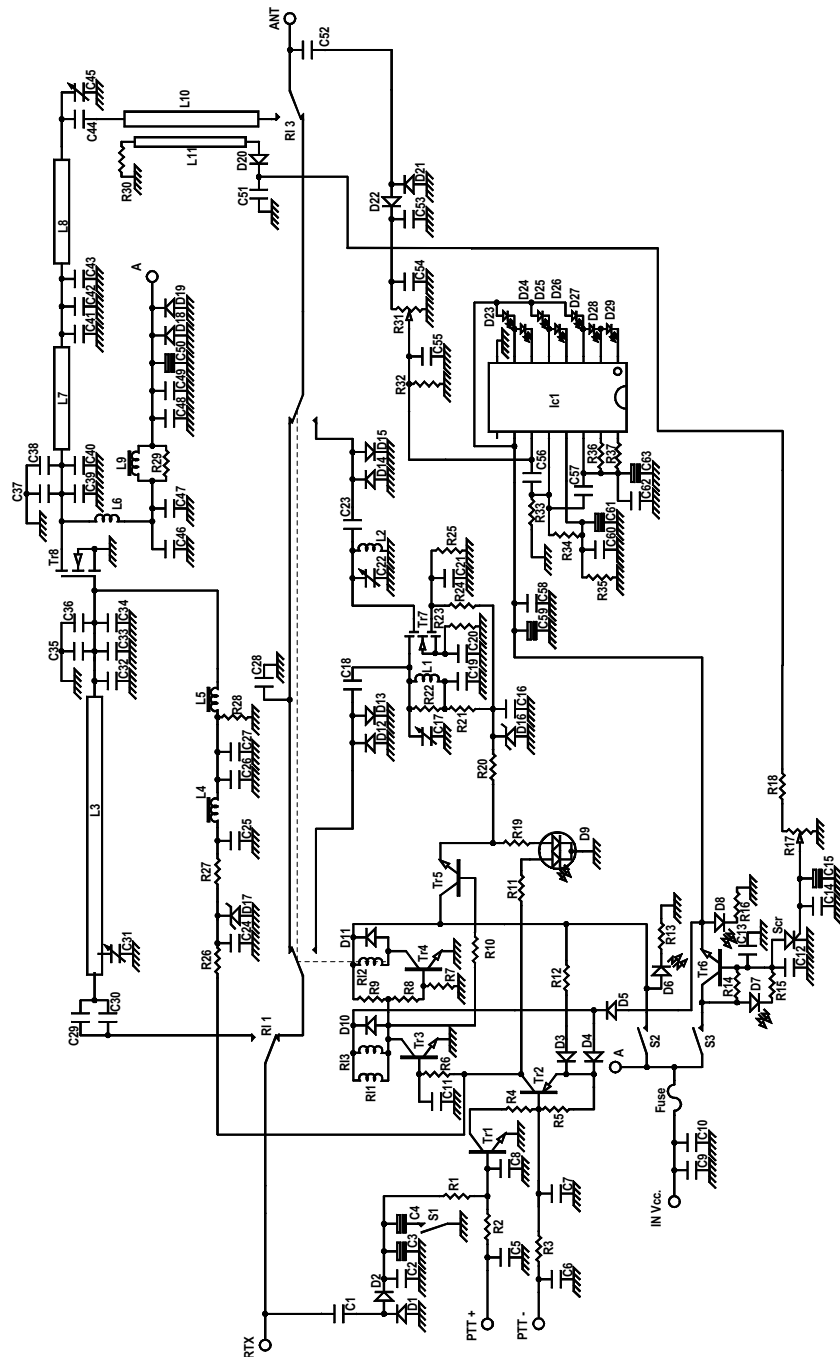 ANT
C52
RI 3
C45
C44
L10
L11
R30
D20
C51
D22
D21
C53
C54
R31
C55
R32
L8
C43
C42
C41
L7
A
D19
D18
C50
C49
C48
L9
R29
C47
C46
L6
C38
C37
C40
C39
Tr8
C36
C35
C34
C33
C32
L3
C31
C29
C30
RI 1
L5
R28
C27
C26
L4
C25
R27
D17
C24
R26
C28
D15
D14
C23
L2
C22
R25
C21
R24
R23
Tr7
C20
C19
L1
R22
R21
C17
C18
D13
D12
C16
D16
R20
D23
D24
D25
D26
D27
D28
D29
Ic1
C56
R33
C57
R34
R36
R37
C63
C62
C61
C60
R35
C58
C59
R19
D9
R11
Tr5
R10
D11
RI2
Tr4
R9
R8
R7
D10
RI3
RI1
Tr3
R6
C11
R12
D5
D3
D4
Tr2
R4
R5
Tr1
C8
R1
R2
C5
R3
C6
C7
C4
S1
C3
C2
D2
D1
C1
RTX
PTT +
PTT -
R13
D6
S2
S3
A
Fuse
C10
C9
IN Vcc.
R18
R17
C15
C14
D8
R16
Tr6
C13
Scr
C12
R14
R15
D7